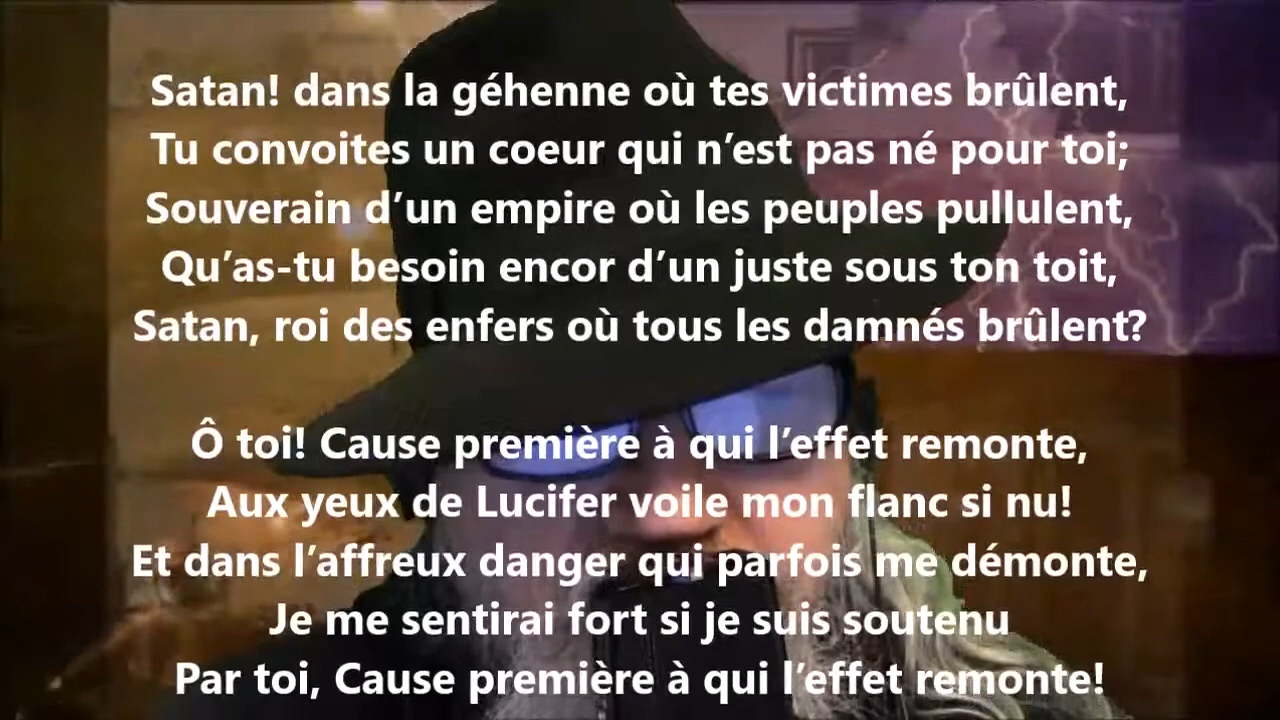 Satan! dans la géhenne où tes victimes brûlent,
Tu convoites un coeur qui n’est pas né pour toi;
Souverain d’un empire où les peuples pullulent,
Qu’as-tu besoin encor d’un juste sous ton toit,
Satan, roi des enfers où tous les damnés brûlent?
Ô toi! Cause première à qui l’effet remonte,
Aux yeux de Lucifer voile mon flanc si nu!
Et dans l’affreux danger qui parfois me démonte,
Je me sentirai fort si je suis soutenu
Par toi, Cause première à qui l’effet remonte!